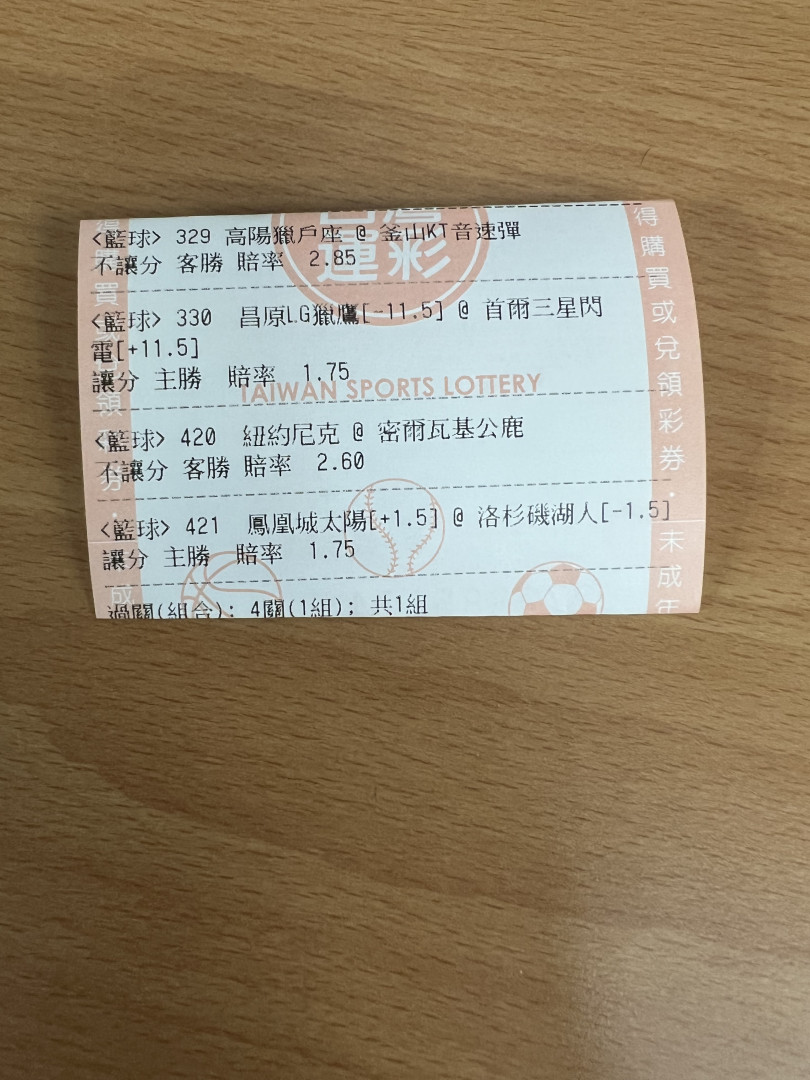 台灣
運彩
<籃球> 329 高陽獵戶座 @ 釜山KT音速彈
不讓分 客勝 賠率 2.85
<籃球> 330 昌原LG獵鷹[-11.5] @ 首爾三星閃
電[+11.5]
讓分 主勝 賠率 1.75
TAIWAN SPORTS LOTTERY
<籃球> 420 紐約尼克 @ 密爾瓦基公鹿
不讓分 客勝 賠率 2.60
<籃球> 421 鳳凰城太陽[+1.5] @ 洛杉磯湖人[-1.5]
讓分 主勝 賠率 1.75
過關(組合): 4關(1組); 共1組
得購買或兌領彩券·未成年